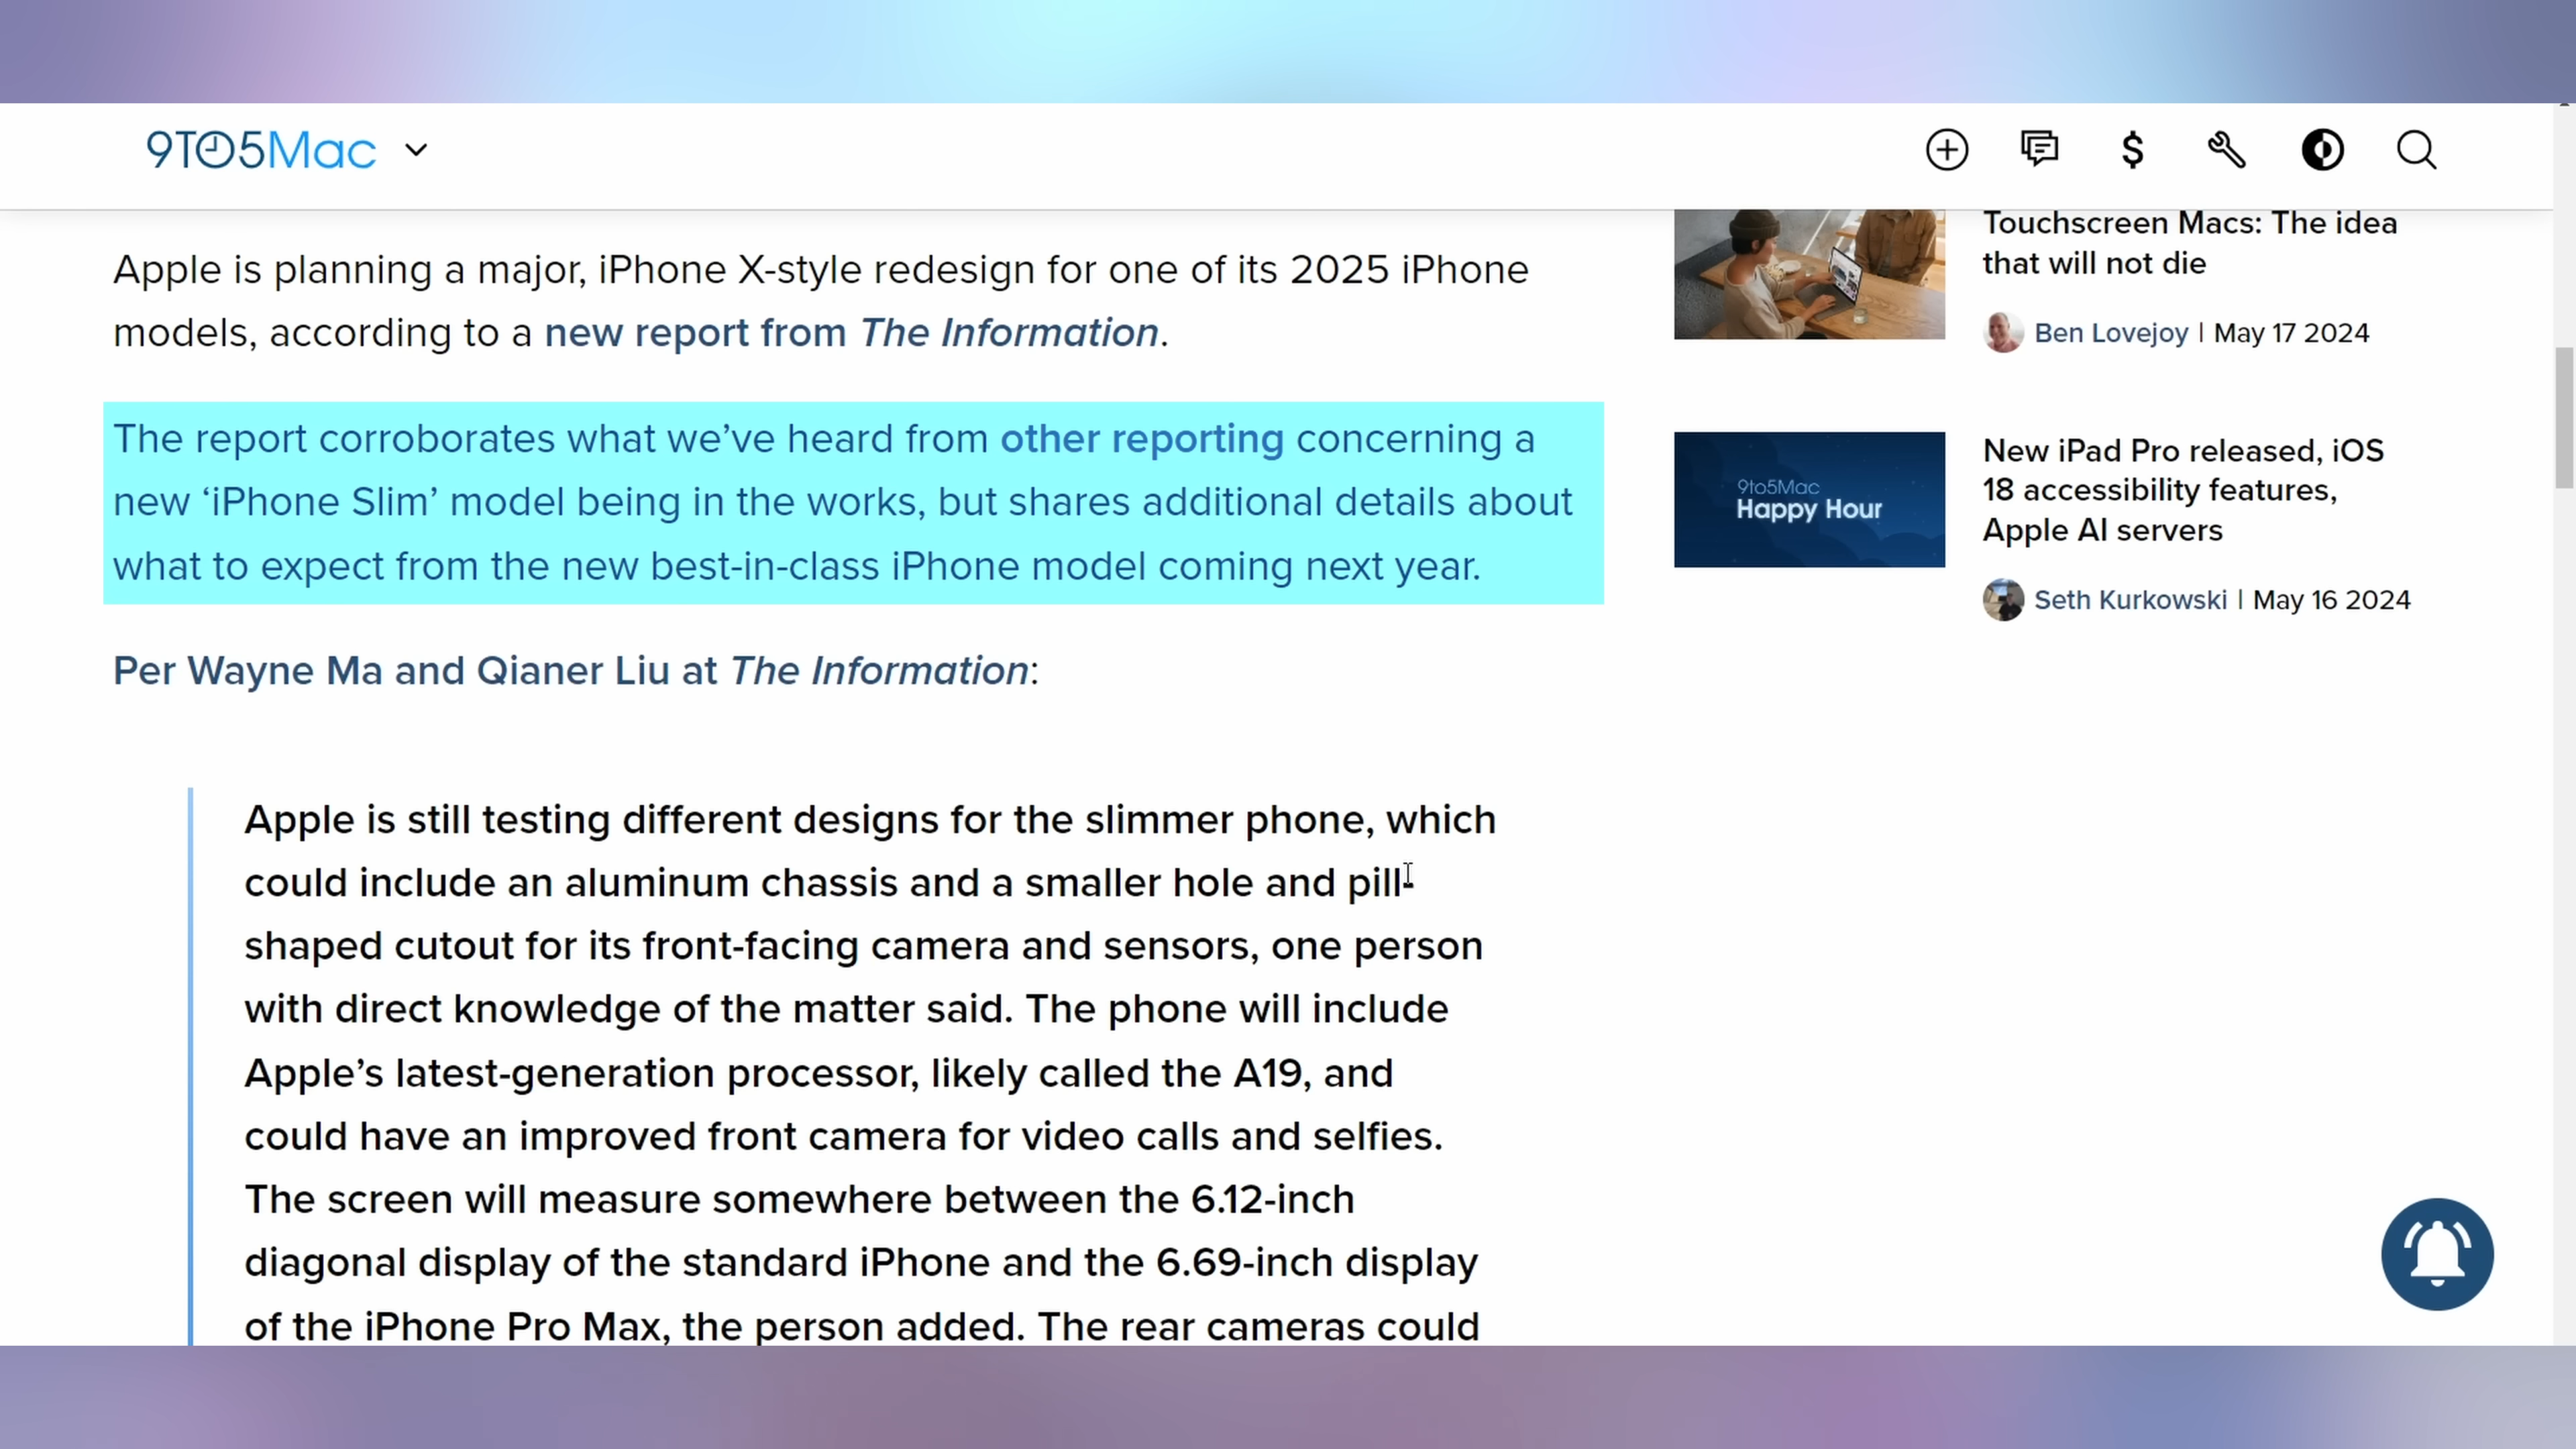 9TO5Mac
Apple is planning a major, iPhone X-style redesign for one of its 2025 iPhone
models, according to a new report from The Information.
The report corroborates what we’ve heard from other reporting concerning a
new ‘iPhone Slim’ model being in the works, but shares additional details about
what to expect from the new best-in-class iPhone model coming next year.
Per Wayne Ma and Qianer Liu at The Information:
Apple is still testing different designs for the slimmer phone, which
could include an aluminum chassis and a smaller hole and pill-
shaped cutout for its front-facing camera and sensors, one person
with direct knowledge of the matter said. The phone will include
Apple’s latest-generation processor, likely called the A19, and
could have an improved front camera for video calls and selfies.
The screen will measure somewhere between the 6.12-inch
diagonal display of the standard iPhone and the 6.69-inch display
of the iPhone Pro Max, the person added. The rear cameras could
Touchscreen Macs: The idea
that will not die
Ben Lovejoy | May 17 2024
9to5Mac
Happy Hour
New iPad Pro released, iOS
18 accessibility features,
Apple AI servers
Seth Kurkowski | May 16 2024